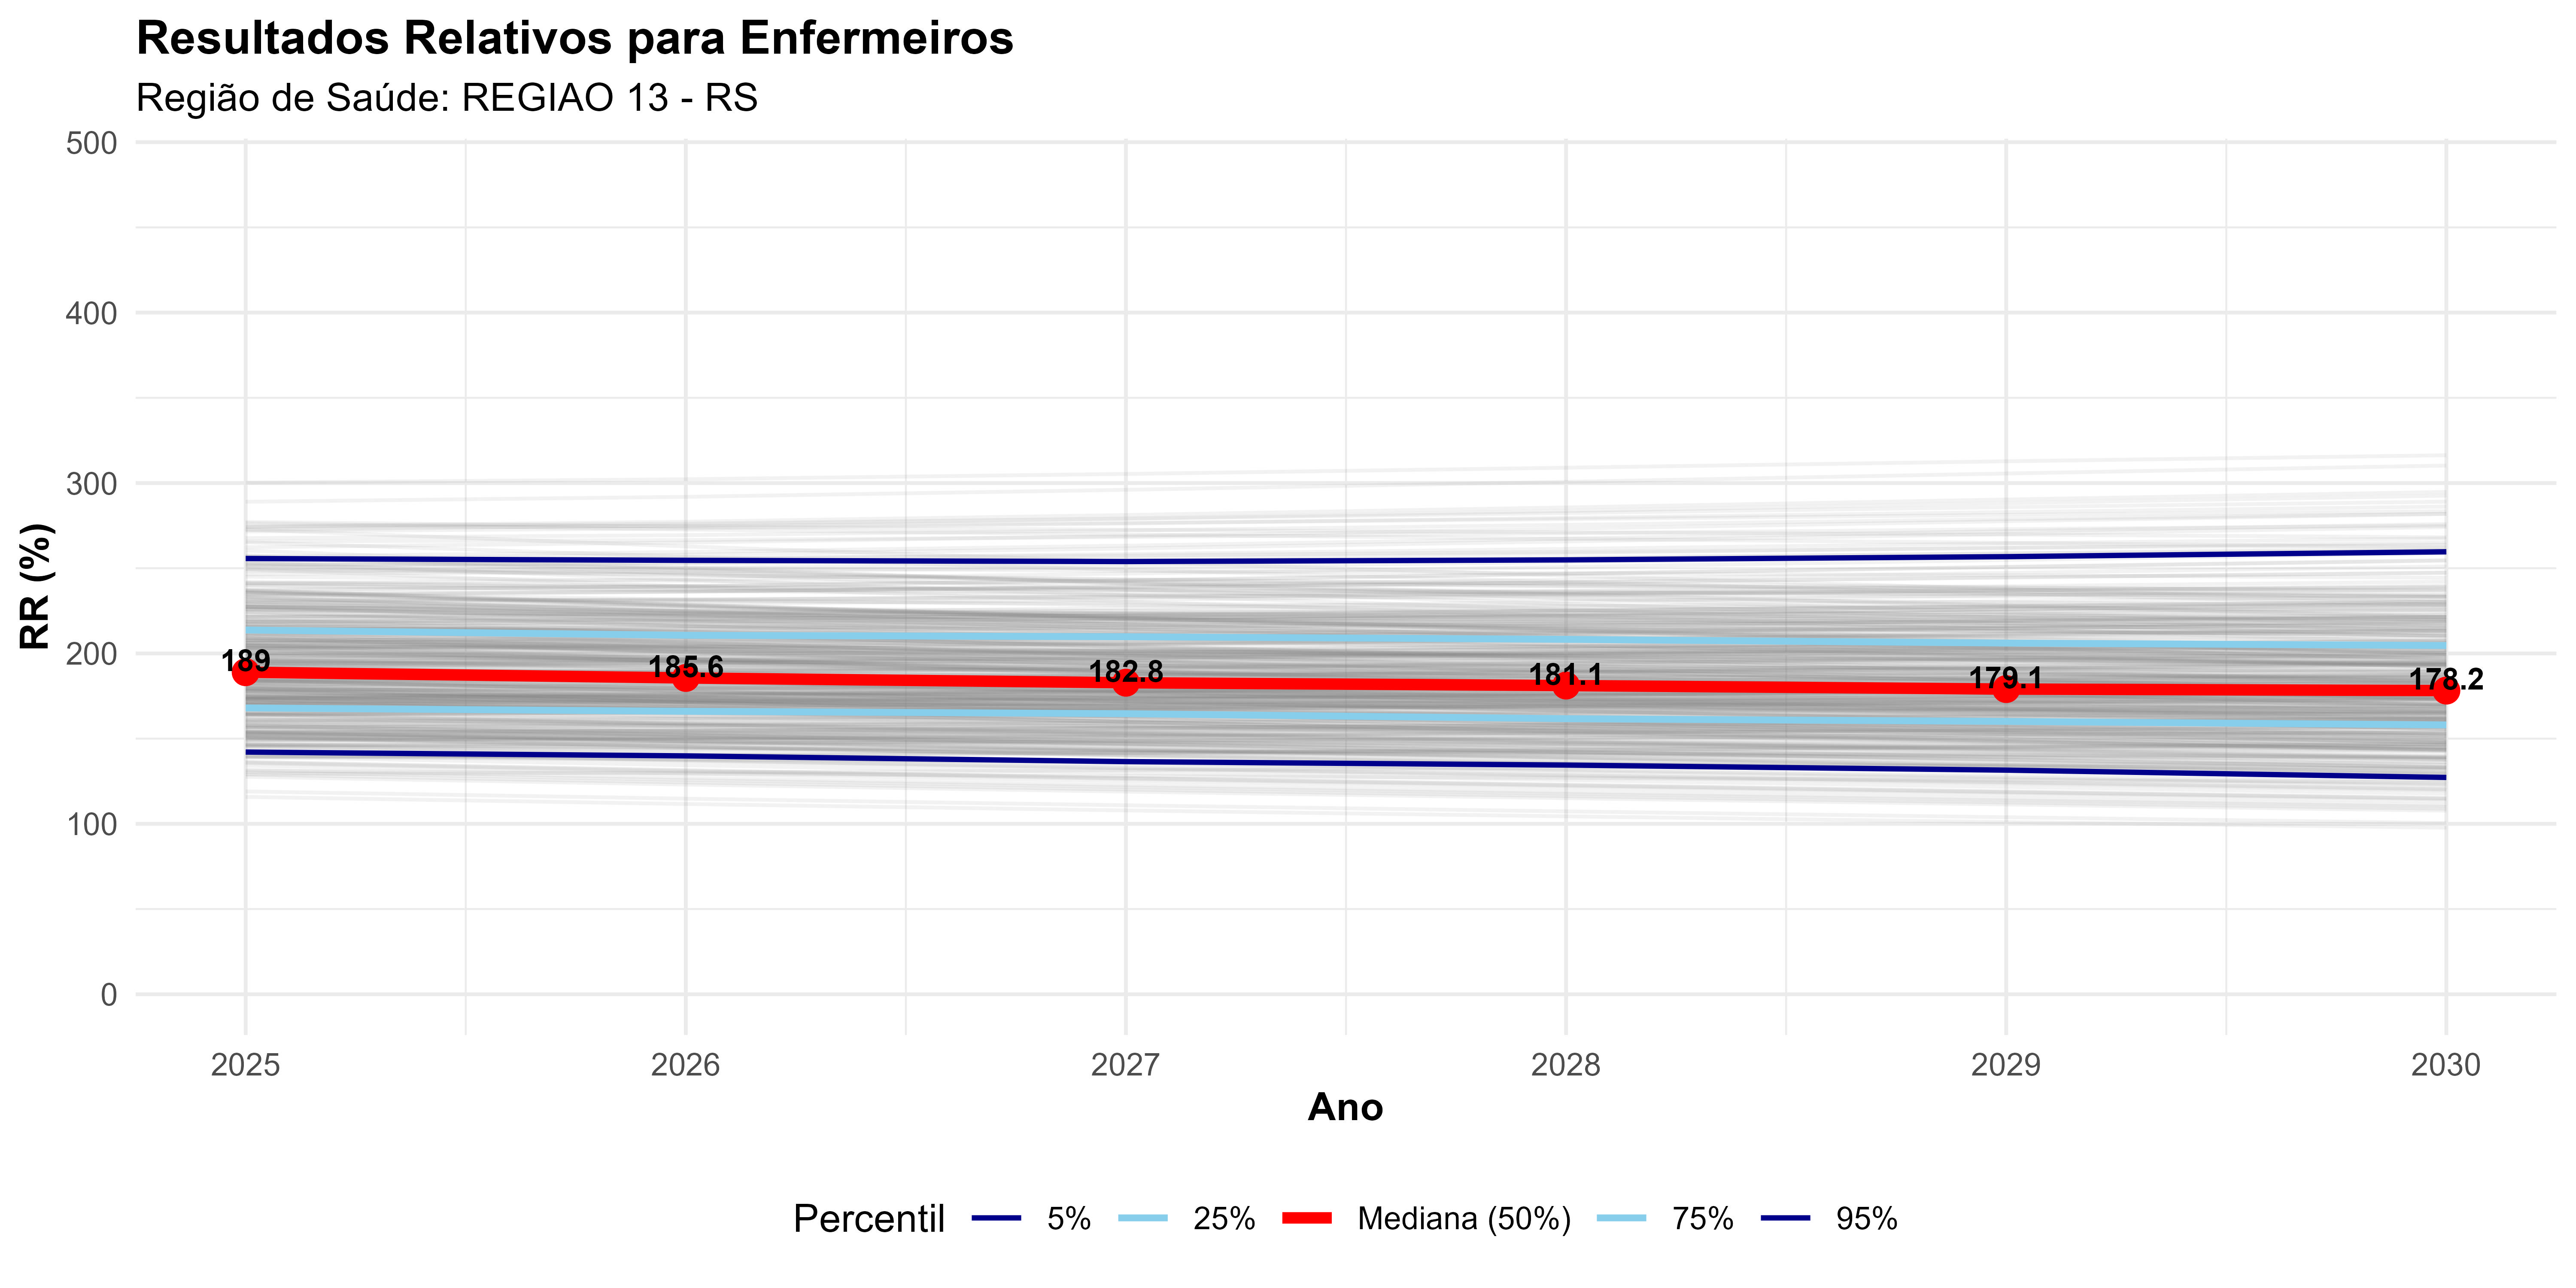 Resultados Relativos para Enfermeiros
Região de Saúde: REGIAO 13 - RS
RR (%)
500
400
300
200
100
0
189
185.6
182.8
181.1
179.1
178.2
2025 2026 2027 2028 2029 2030
Ano
Percentil 5% 25% Mediana (50%) 75% 95%